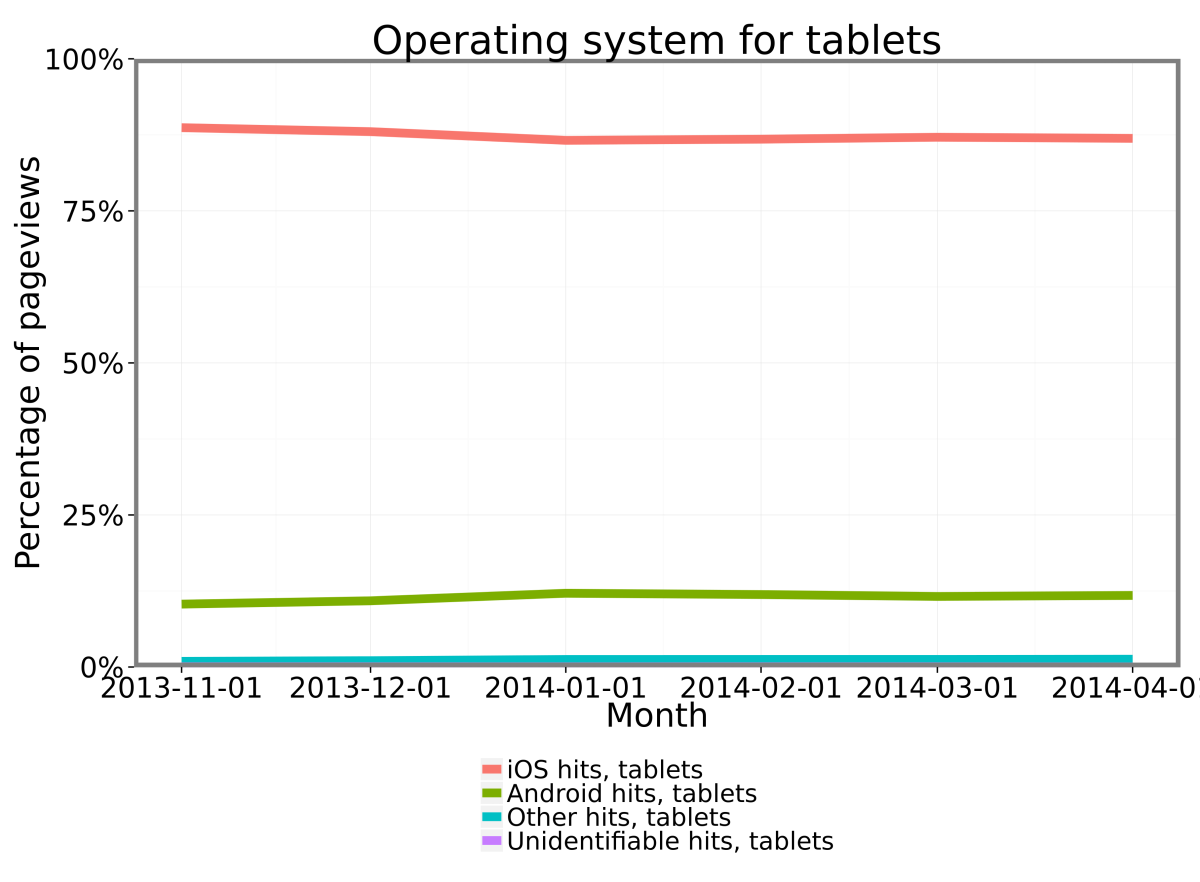 Operating system for tablets
100%
75%
50%
25%
0%
Percentage of pageviews
2013-11-01 2013-12-01 2014-01-01 2014-02-01 2014-03-01 2014-04-0
Month
iOS hits, tablets
Android hits, tablets
Other hits, tablets
Unidentifiable hits, tablets